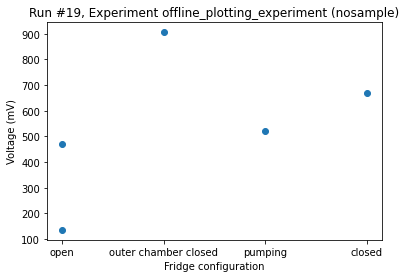 Run #19, Experiment offline_plotting_experiment (nosample)
900
800
700
600
500
400
300
200
100
Voltage (mV)
open outer chamber closed pumping closed
Fridge configuration